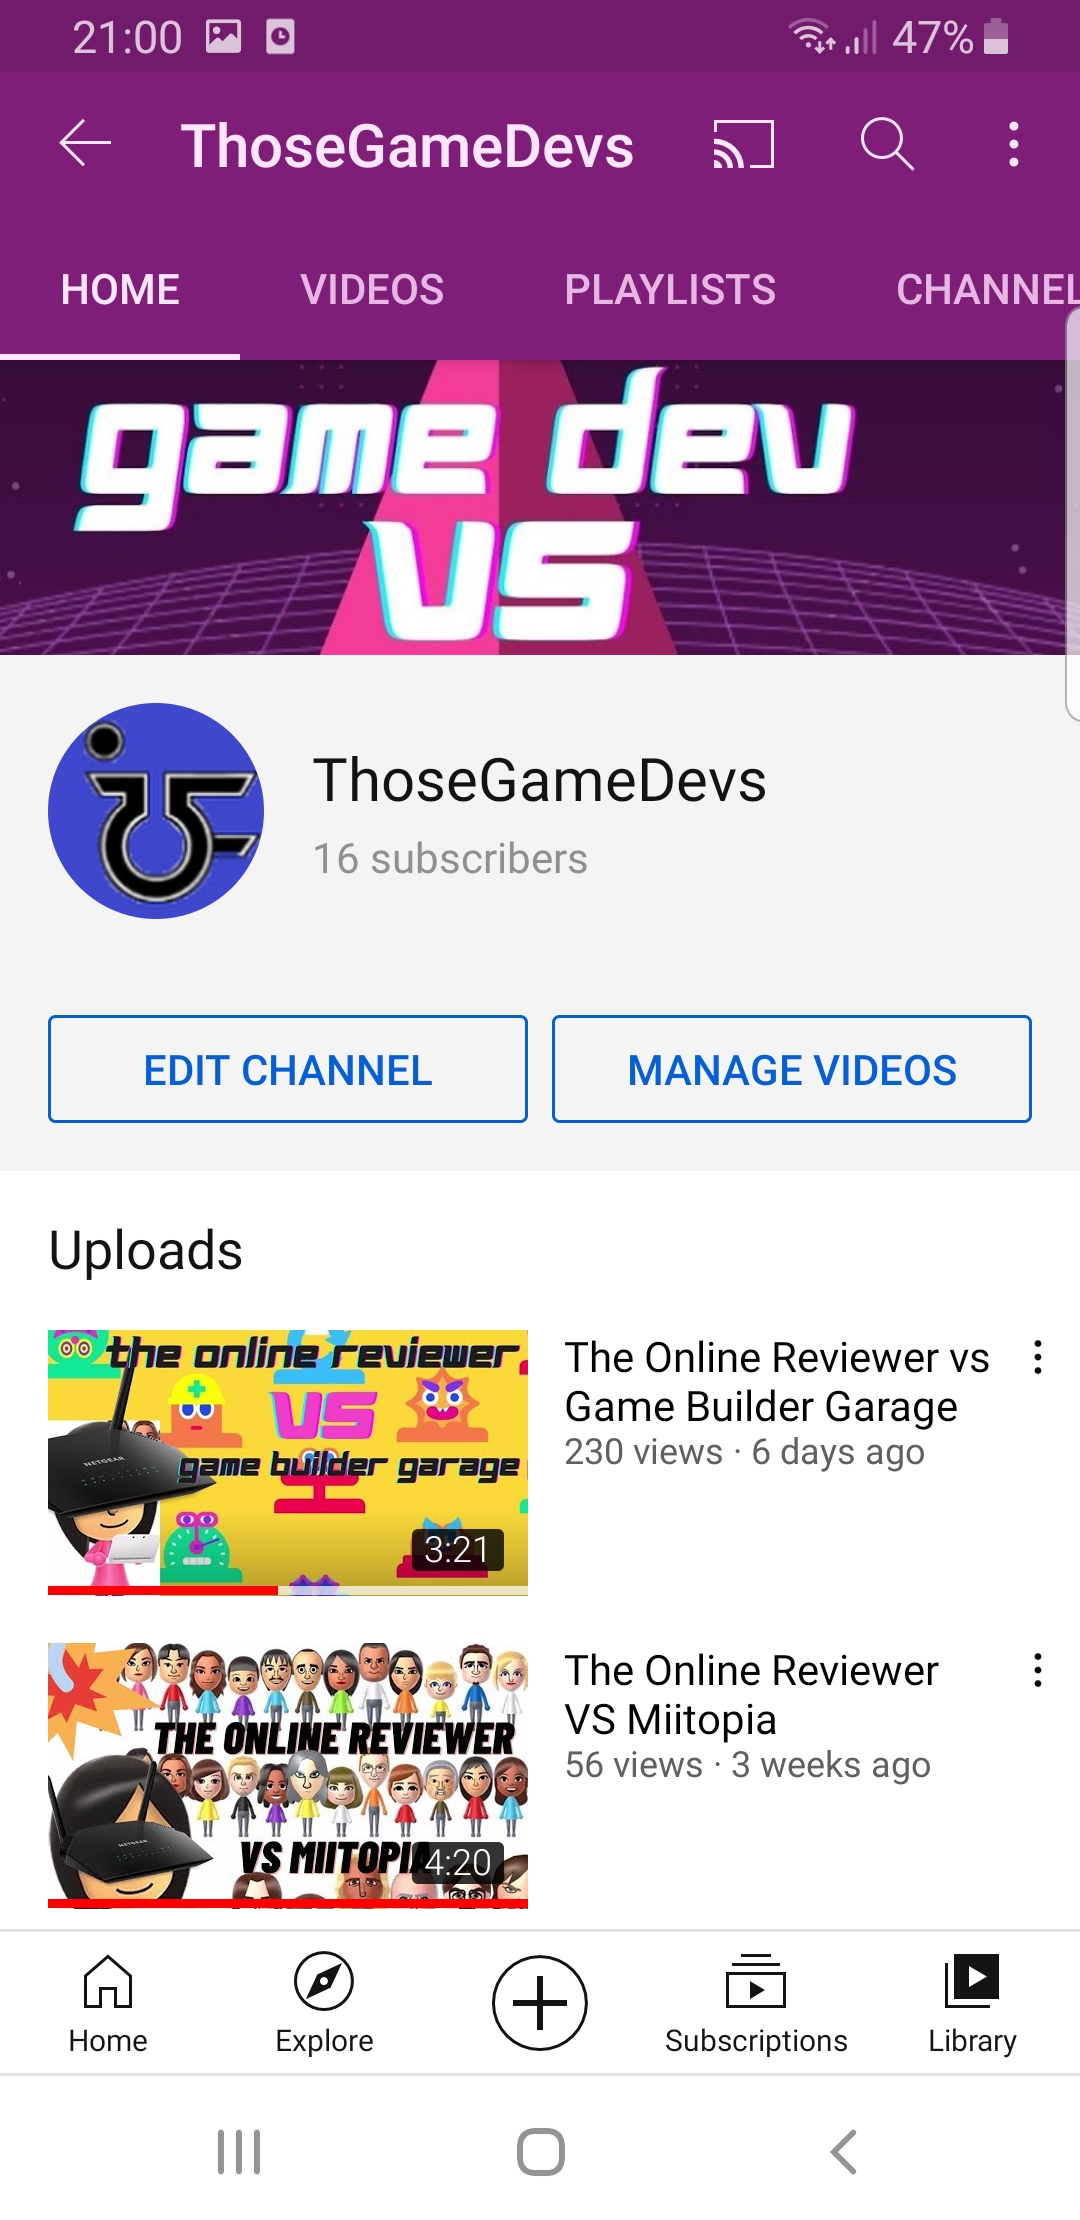 21:00
47%
ThoseGameDevs
HOME
VIDEOS
PLAYLISTS
CHANNEL
game dev
vs
ThoseGameDevs
16 subscribers
EDIT CHANNEL
MANAGE VIDEOS
Uploads
the online reviewer
VS
game builder garage
NETGEAR
3:21
The Online Reviewer vs
Game Builder Garage
230 views · 6 days ago
THE ONLINE REVIEWER
VS MIITOPIA
NETGEAR
4:20
The Online Reviewer
VS Miitopia
56 views · 3 weeks ago
Home
Explore
Subscriptions
Library